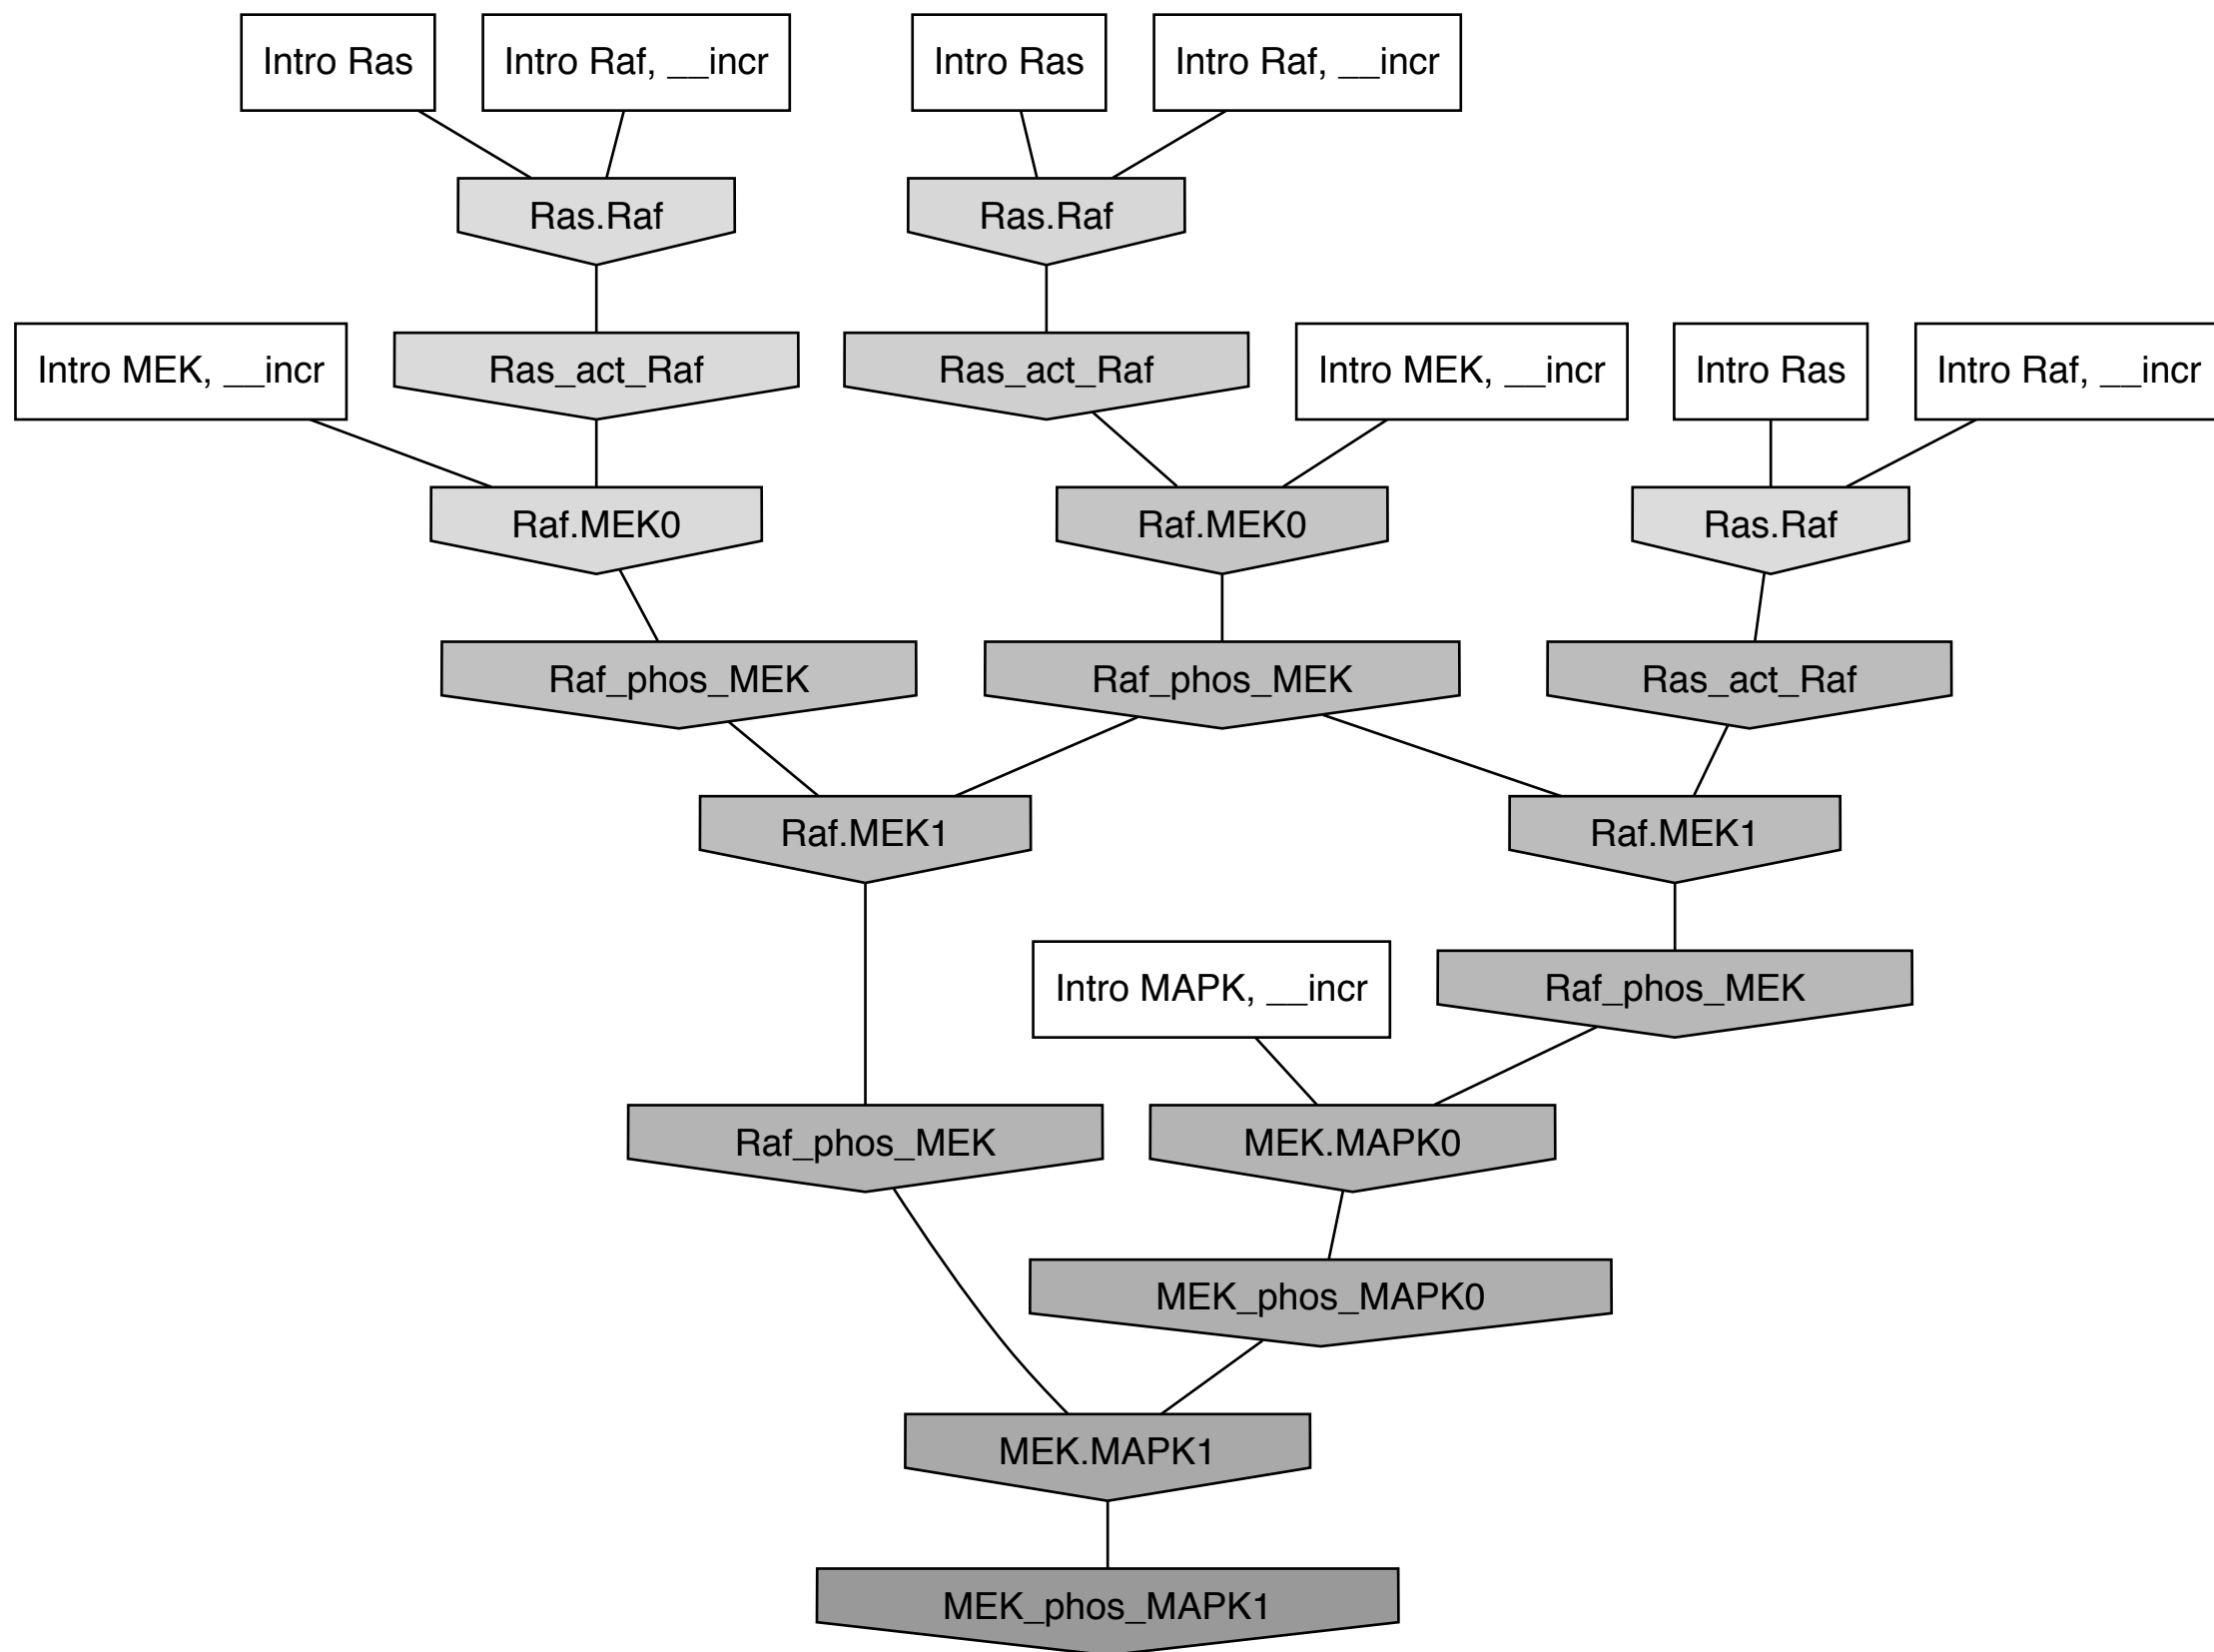 Intro Ras
Intro Raf, __incr
Intro Ras
Intro Raf, __incr
Ras.Raf
Ras.Raf
Intro MEK, __incr
Ras_act_Raf
Ras_act_Raf
Intro MEK, __incr
Intro Ras
Intro Raf, __incr
Raf.MEK0
Raf.MEK0
Ras.Raf
Raf_phos_MEK
Raf_phos_MEK
Ras_act_Raf
Raf.MEK1
Raf.MEK1
Intro MAPK, __incr
Raf_phos_MEK
Raf_phos_MEK
MEK.MAPK0
MEK_phos_MAPK0
MEK.MAPK1
MEK_phos_MAPK1